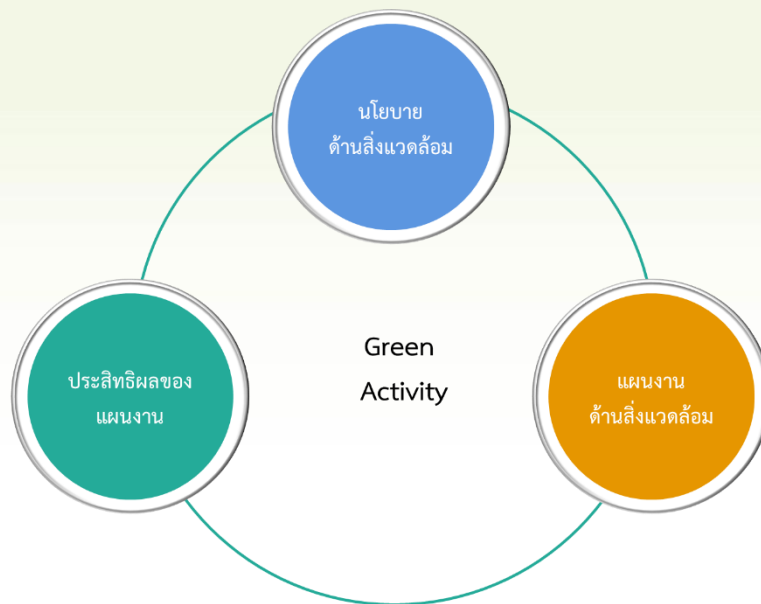 นโยบาย
ด้านสิ่งแวดล้อม
Green
Activity
ประสิทธิผลของ
แผนงาน
แผนงาน
ด้านสิ่งแวดล้อม